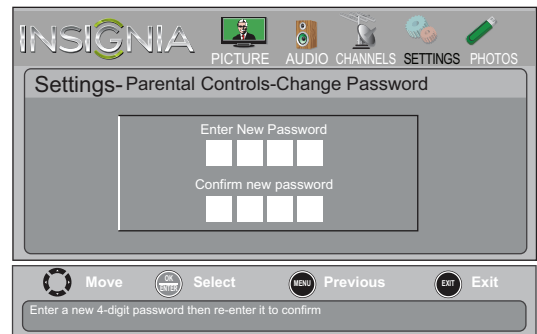 INSIGNIA
PICTURE AUDIO CHANNELS SETTINGS PHOTOS
Settings- Parental Controls-Change Password
Enter New Password
Confirm new password
Move OK ENTER Select MENU Previous EXIT Exit
Enter a new 4-digit password then re-enter it to confirm